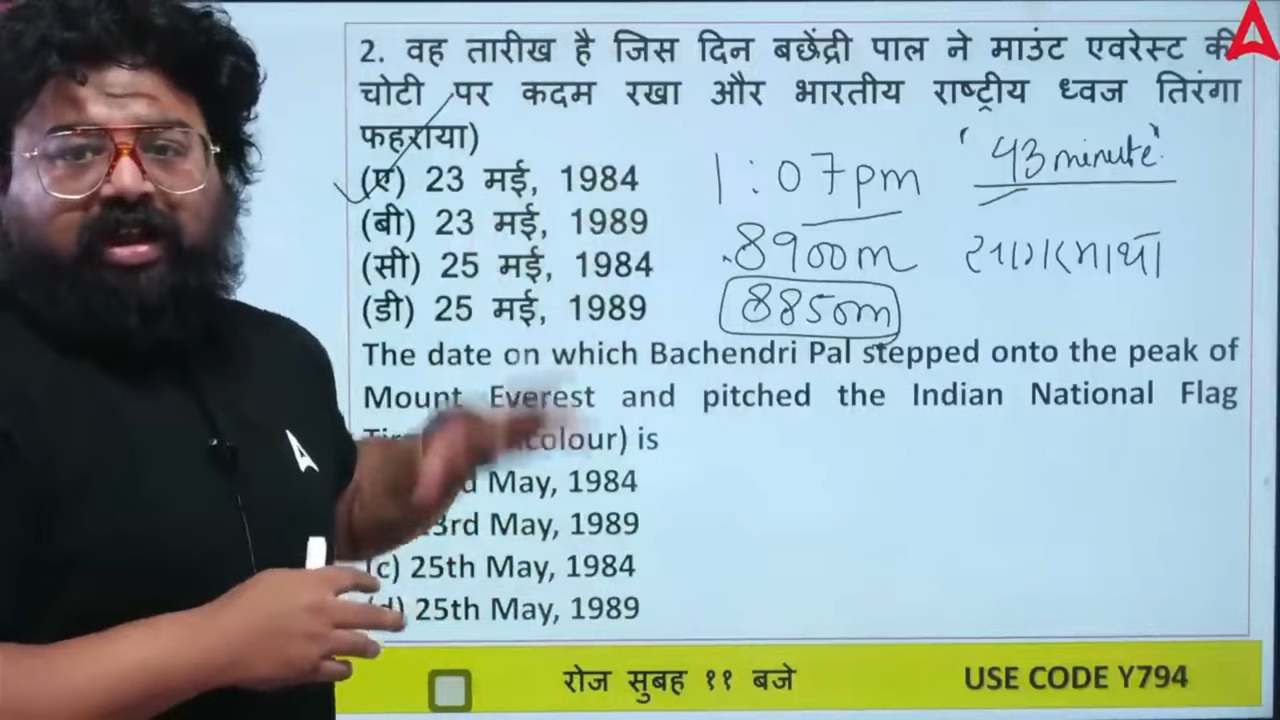 2. वह तारीख है जिस दिन बछेंद्री पाल ने माउंट एवरेस्ट की
चोटी पर कदम रखा और भारतीय राष्ट्रीय ध्वज तिरंगा
फहराया)
(ए) 23 मई, 1984
(बी) 23 मई, 1989
(सी) 25 मई, 1984
(डी) 25 मई, 1989
1:07pm
'43 minute'
8900m
सागरमाथा
8850m
The date on which Bachendri Pal stepped onto the peak of
Mount Everest and pitched the Indian National Flag
colour) is
d May, 1984
3rd May, 1989
(c) 25th May, 1984
(d) 25th May, 1989
रोज सुबह ११ बजे
USE CODE Y794